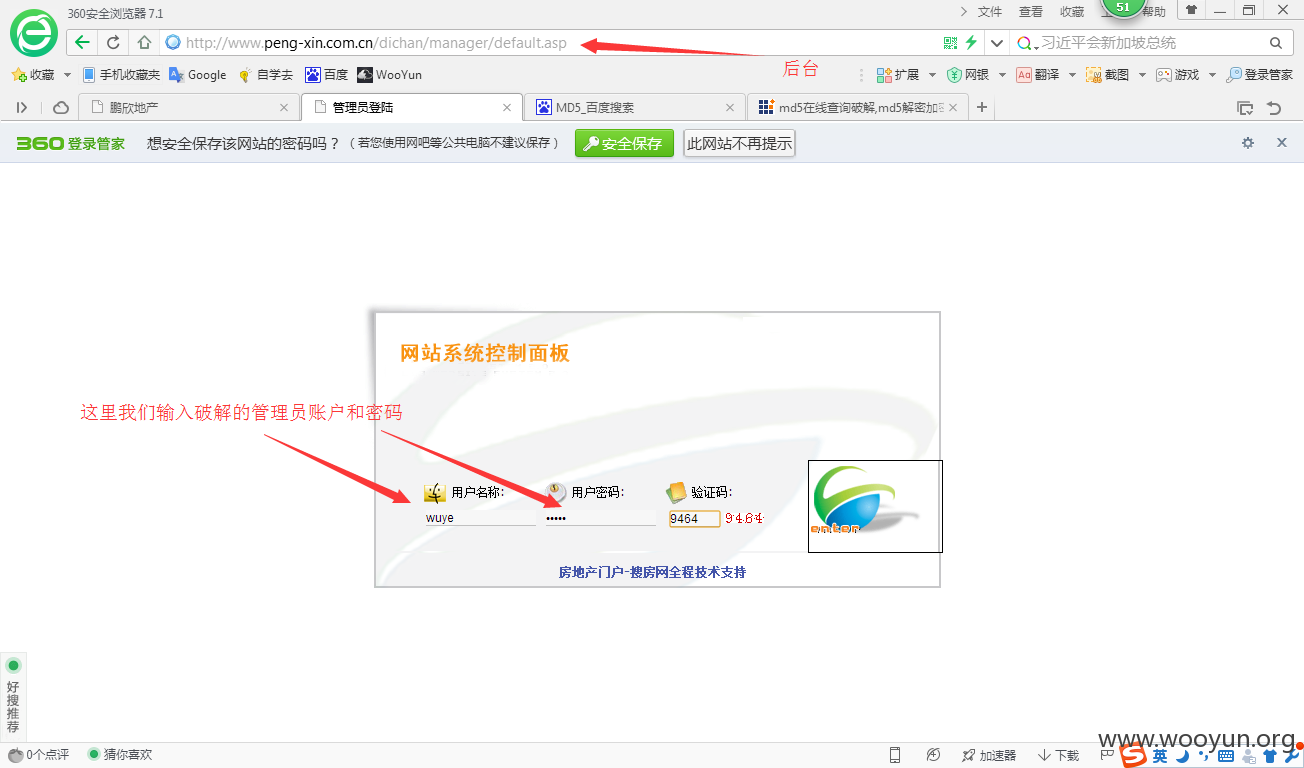 360安全浏览器 7.1
文件 查看 收藏 帮助
51
http://www.peng-xin.com.cn/dichan/manager/default.asp
习近平会新加坡总统
后台
收藏 手机收藏夹 Google 自学去 百度 WooYun
扩展 网银 翻译 截图 游戏 登录管家
鹏欣地产 管理员登陆 MD5_百度搜索 md5在线查询破解,md5解密加
360 登录管家 想安全保存该网站的密码吗？（若您使用网吧等公共电脑不建议保存） 安全保存 此网站不再提示
网站系统控制面板
这里我们输入破解的管理员账户和密码
用户名称: 用户密码: 验证码:
wuye ••••• 9464 9464
enter
房地产门户-搜房网全程技术支持
好搜推荐
www.wooyun.org
0个点评 猜你喜欢 加速器 下载 英